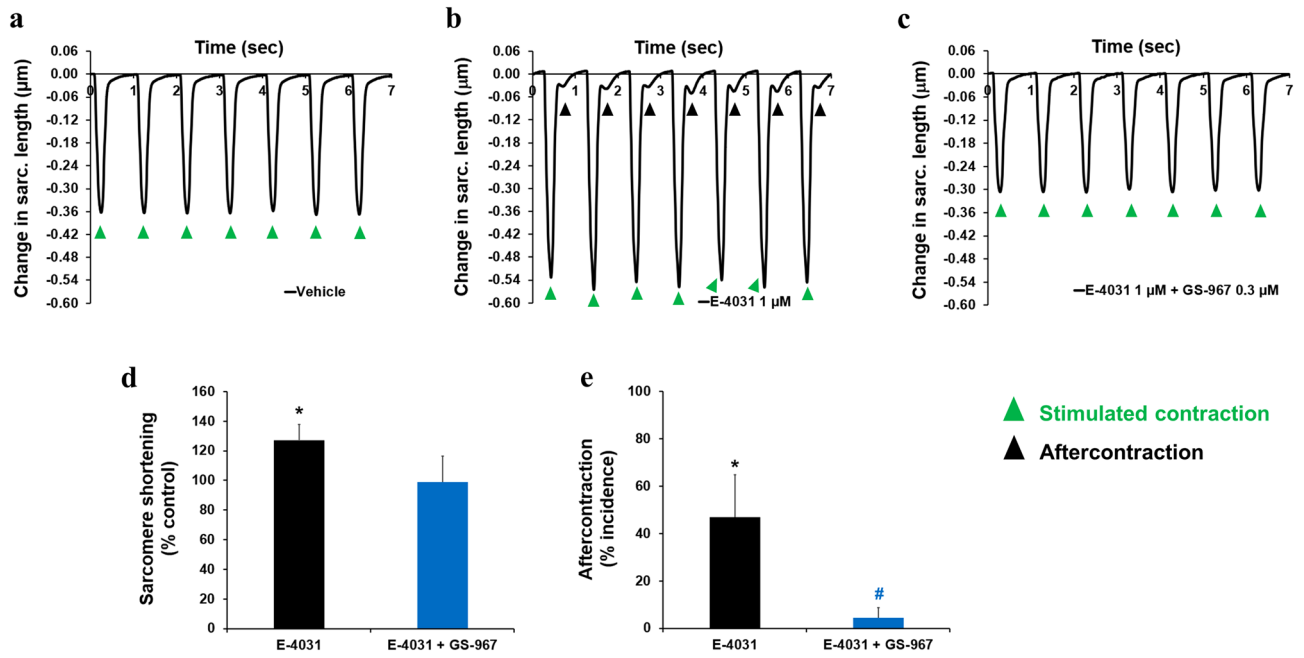 a
Time (sec)
Change in sarc. length (µm)
0.06
0.00
-0.06
-0.12
-0.18
-0.24
-0.30
-0.36
-0.42
-0.48
-0.54
-0.60
0 1 2 3 4 5 6 7
Vehicle
b
Time (sec)
Change in sarc. length (µm)
0.06
0.00
-0.06
-0.12
-0.18
-0.24
-0.30
-0.36
-0.42
-0.48
-0.54
-0.60
0 1 2 3 4 5 6 7
E-4031 1 µM
c
Time (sec)
Change in sarc. length (µm)
0.06
0.00
-0.06
-0.12
-0.18
-0.24
-0.30
-0.36
-0.42
-0.48
-0.54
-0.60
0 1 2 3 4 5 6 7
E-4031 1 µM + GS-967 0.3 µM
d
Sarcomere shortening
(% control)
160
140
120
100
80
60
40
20
0
*
E-4031
E-4031 + GS-967
e
Aftercontraction
(% incidence)
100
80
60
40
20
0
*
#
E-4031
E-4031 + GS-967
Stimulated contraction
Aftercontraction